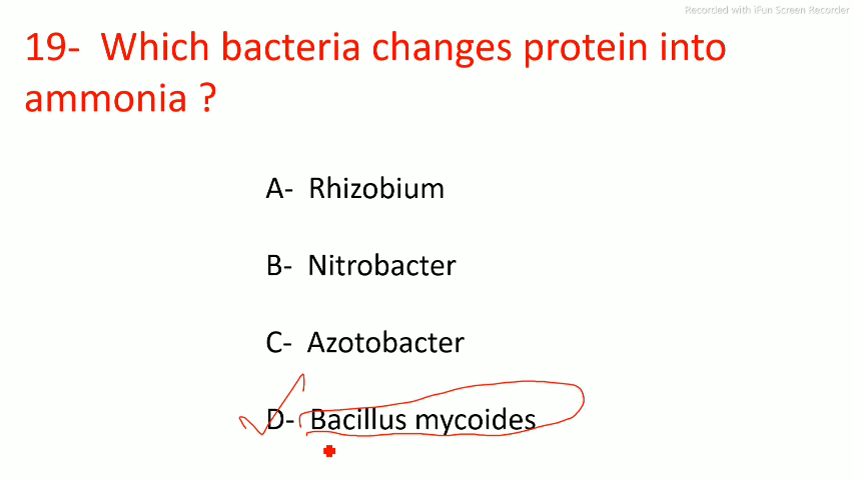 Recorded with iFun Screen Recorder
19- Which bacteria changes protein into
ammonia ?
A- Rhizobium
B- Nitrobacter
C- Azotobacter
D- Bacillus mycoides